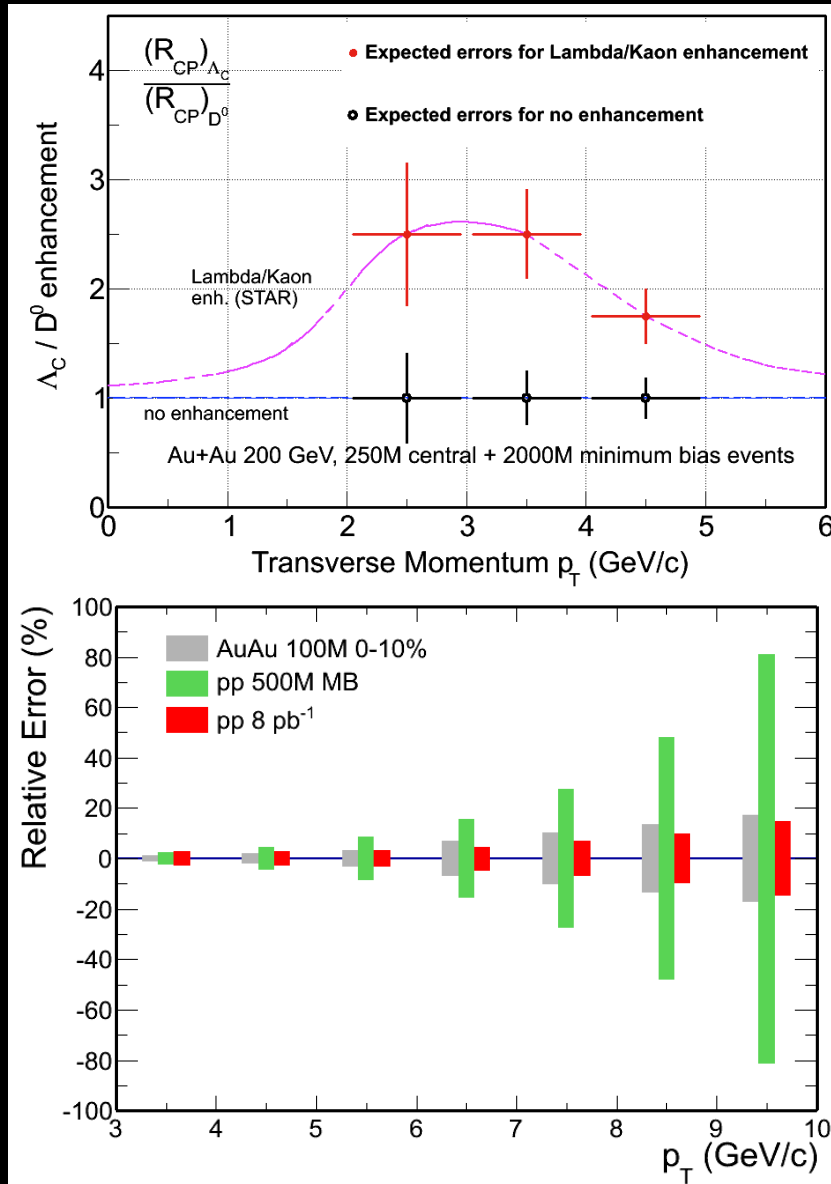 (R_CP)_Λ_C
(R_CP)_D⁰
• Expected errors for Lambda/Kaon enhancement
Expected errors for no enhancement
Λ_C / D⁰ enhancement
4
3
2
1
0
Lambda/Kaon
enh. (STAR)
no enhancement
Au+Au 200 GeV, 250M central + 2000M minimum bias events
0 1 2 3 4 5 6
Transverse Momentum p_T (GeV/c)
Relative Error (%)
100
80
60
40
20
0
-20
-40
-60
-80
-100
AuAu 100M 0-10%
pp 500M MB
pp 8 pb⁻¹
3 4 5 6 7 8 9 10
p_T (GeV/c)